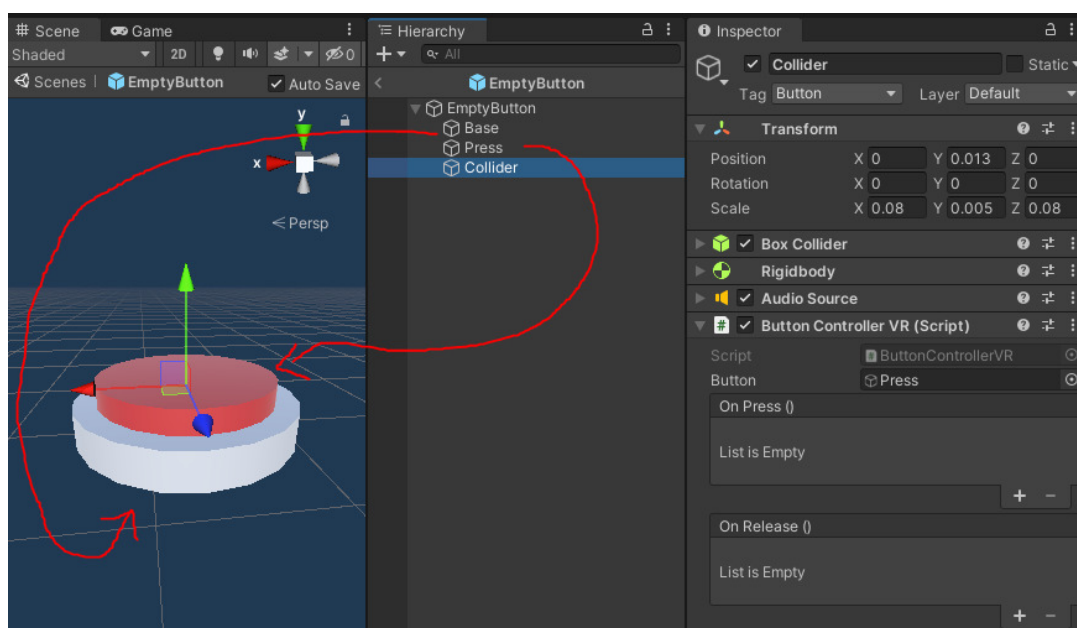 Scene Game
Shaded 2D 0
Scenes | EmptyButton Auto Save
y
x
Persp
Hierarchy
All
EmptyButton
EmptyButton
Base
Press
Collider
Inspector
Collider Static
Tag Button Layer Default
Transform
Position X 0 Y 0.013 Z 0
Rotation X 0 Y 0 Z 0
Scale X 0.08 Y 0.005 Z 0.08
Box Collider
Rigidbody
Audio Source
# Button Controller VR (Script)
Script ButtonControllerVR
Button Press
On Press ()
List is Empty
+ −
On Release ()
List is Empty
+ −